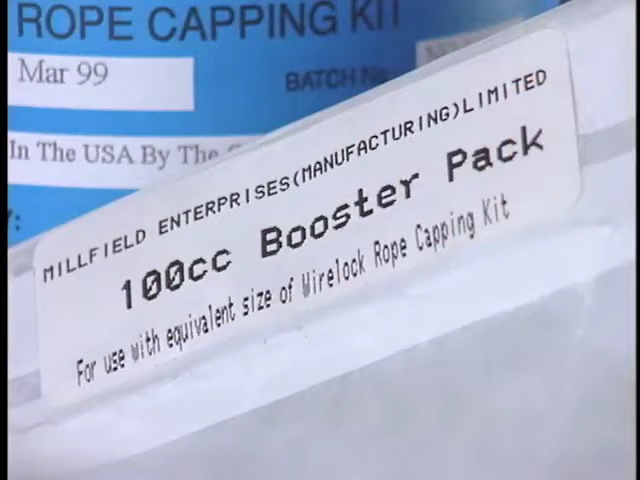 ROPE CAPPING KIT
Mar 99
BATCH No
In The USA By The
MILLFIELD ENTERPRISES(MANUFACTURING)LIMITED
100cc Booster Pack
For use with equivalent size of Wirelock Rope Capping Kit